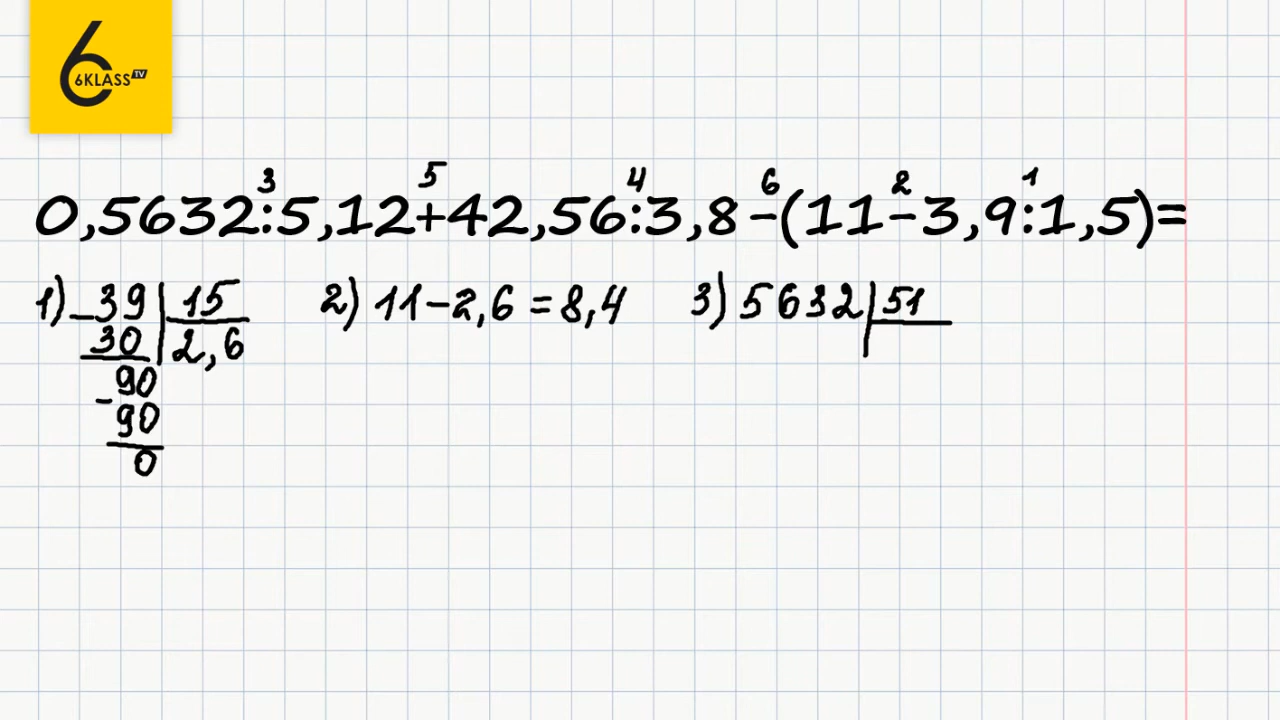 6
6KLASS TV
3 5 4 6 2 1
0,5632:5,12+42,56:3,8-(11-3,9:1,5)=
1) 39 15 2) 11-2,6=8,4 3) 5632 51
30 2,6
-90
90
0